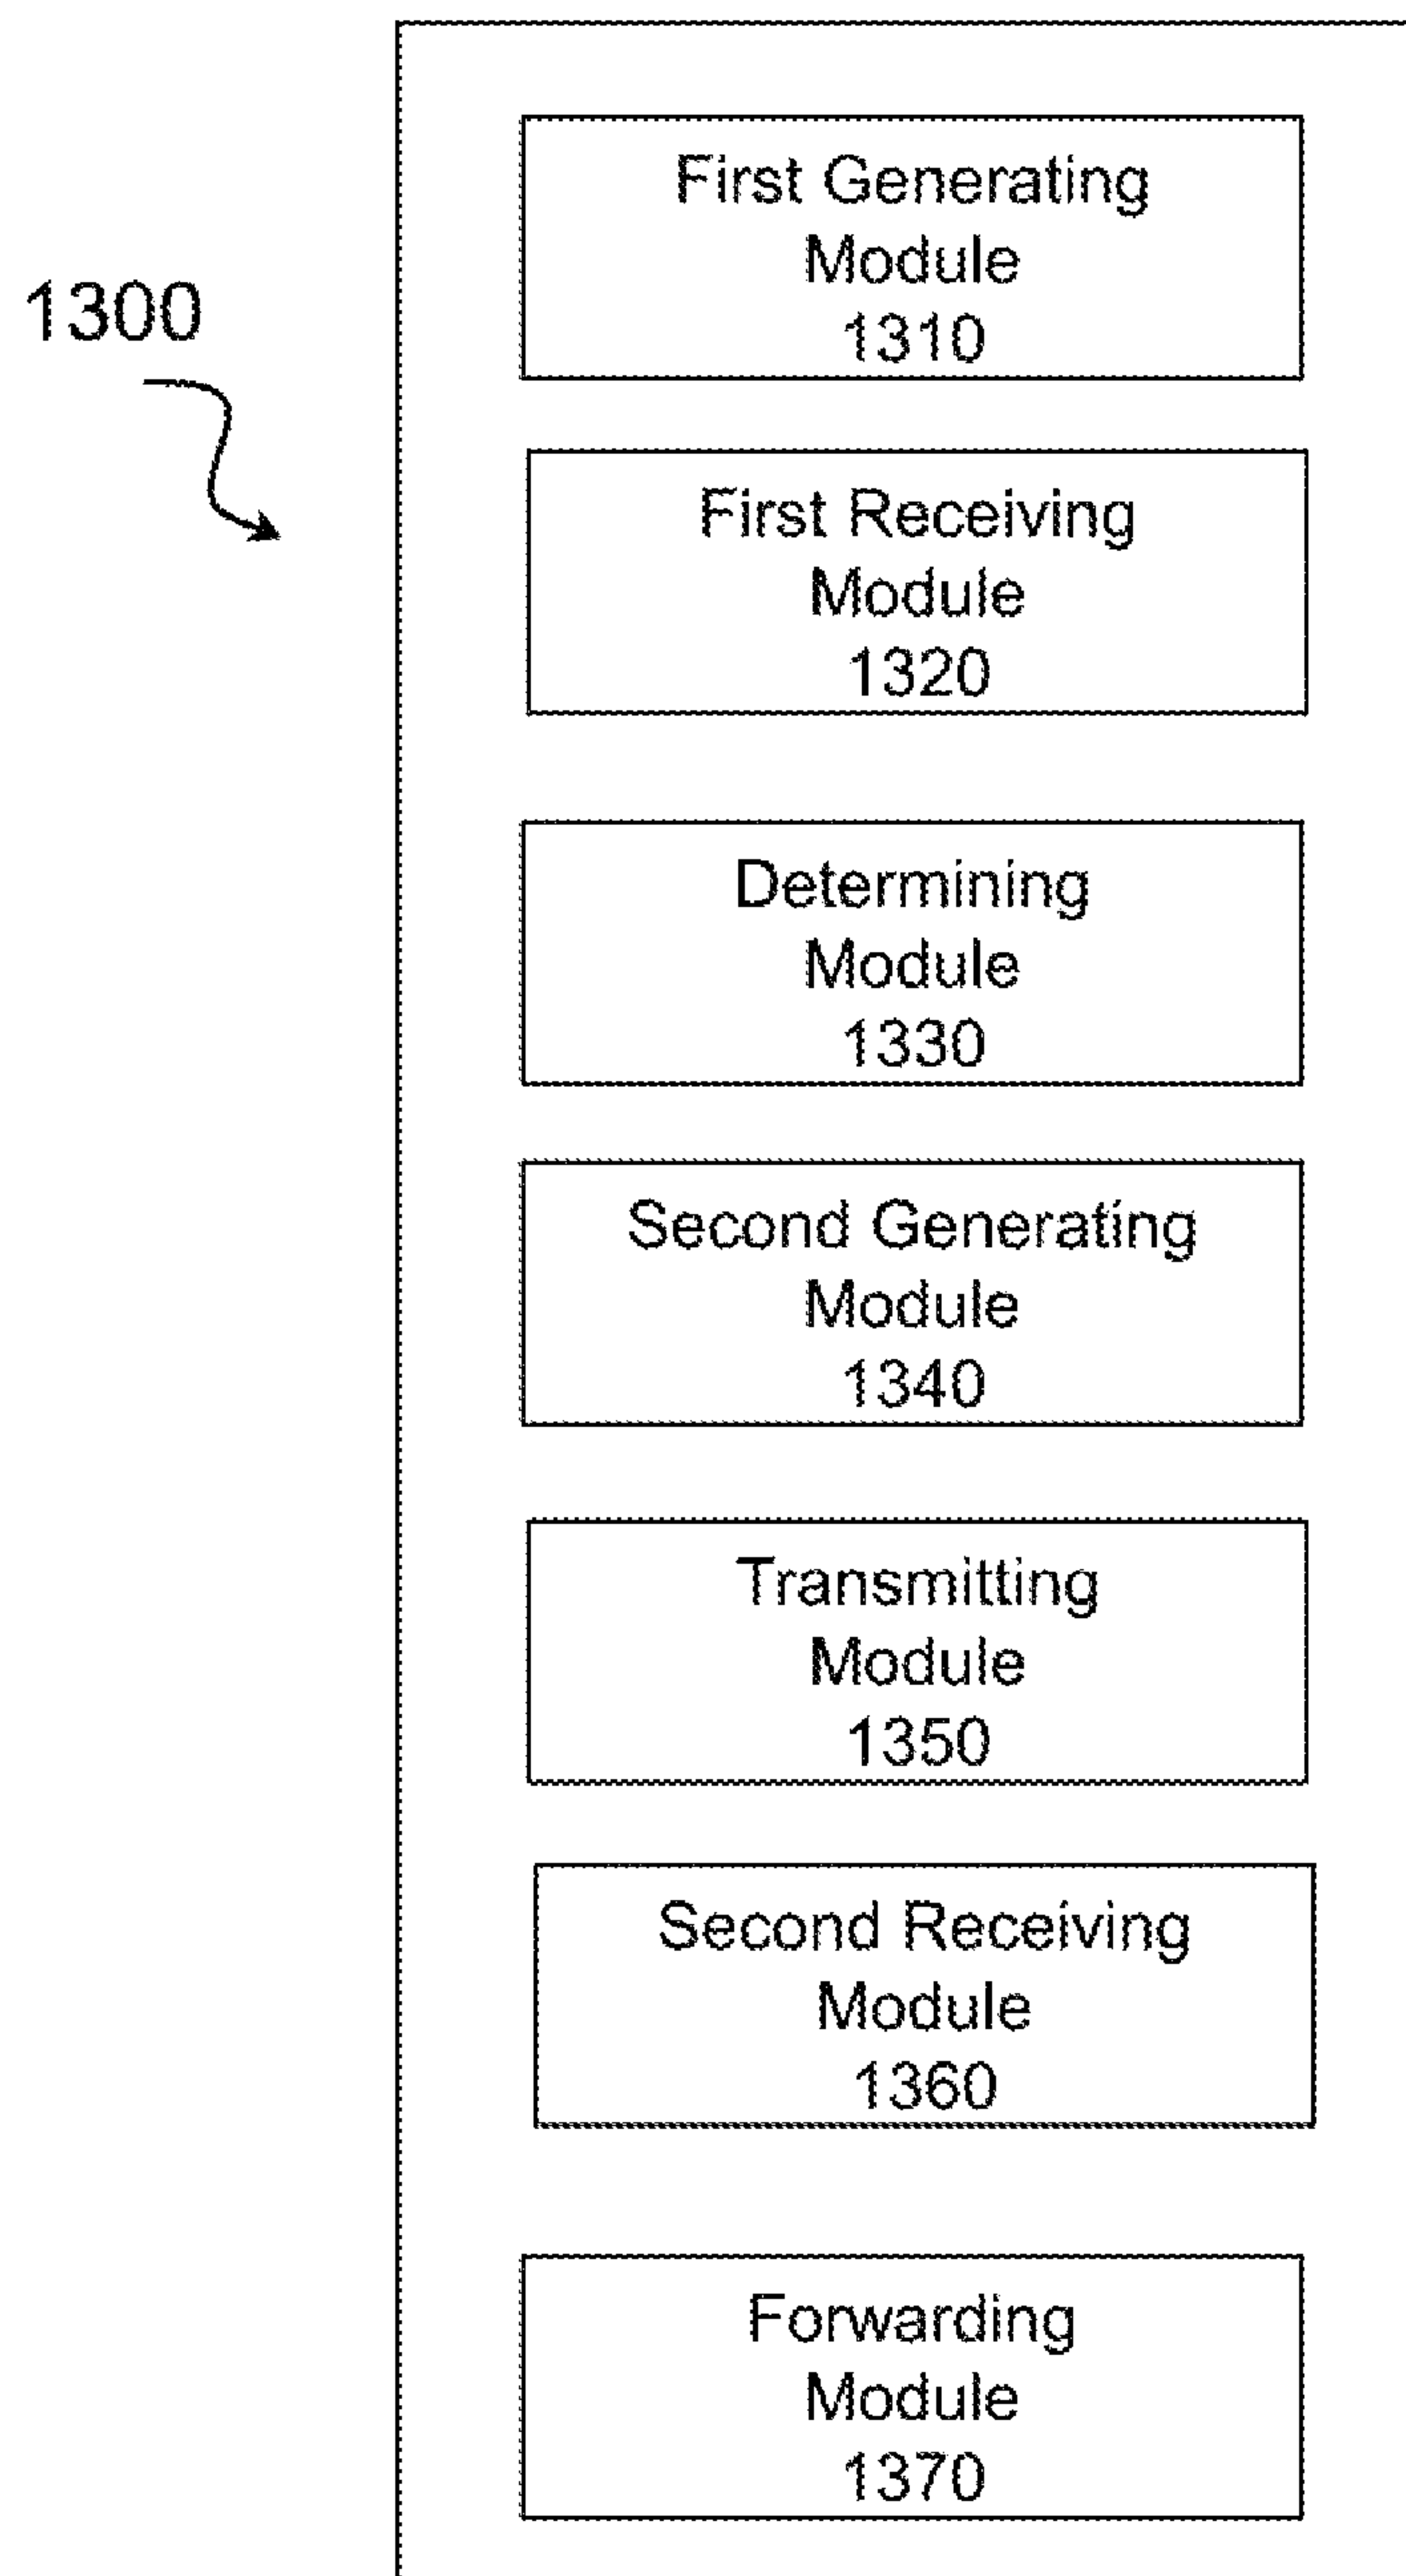 First Generating
Module
1310
1300
First Receiving
Module
1320
Determining
Module
1330
Second Generating
Module
1340
Transmitting
Module
1350
Second Receiving
Module
1360
Forwarding
Module
1370